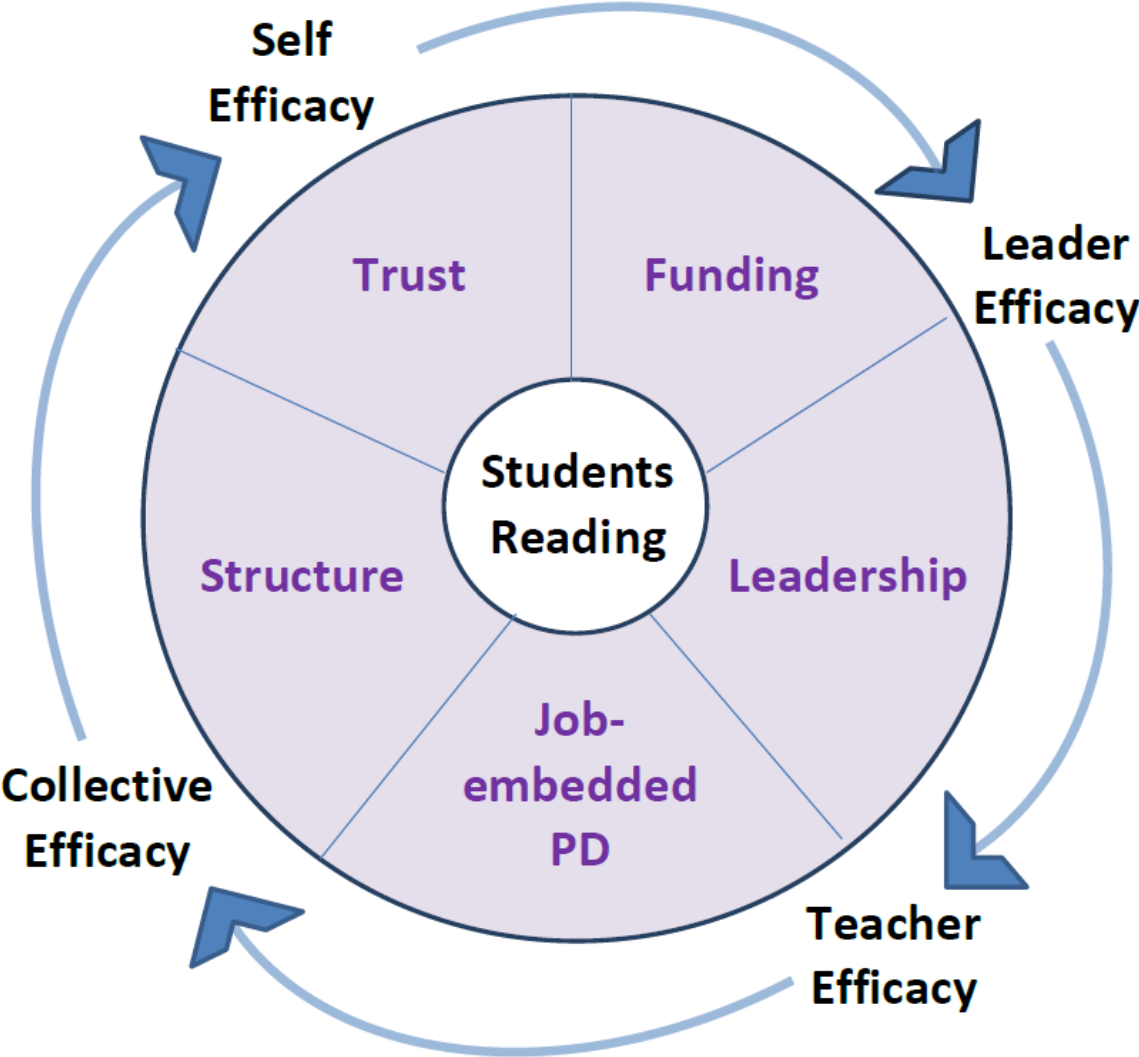 Self
Efficacy
Leader
Efficacy
Trust
Funding
Students
Reading
Structure
Leadership
Job-
embedded
PD
Collective
Efficacy
Teacher
Efficacy